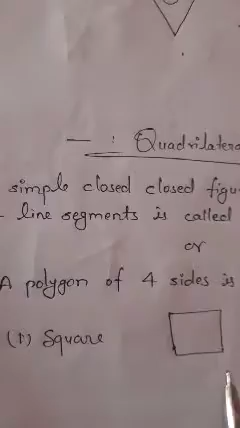 — : Quadrilatera
simple closed closed figu
line segments is called
or
A polygon of 4 sides is
(1) Square